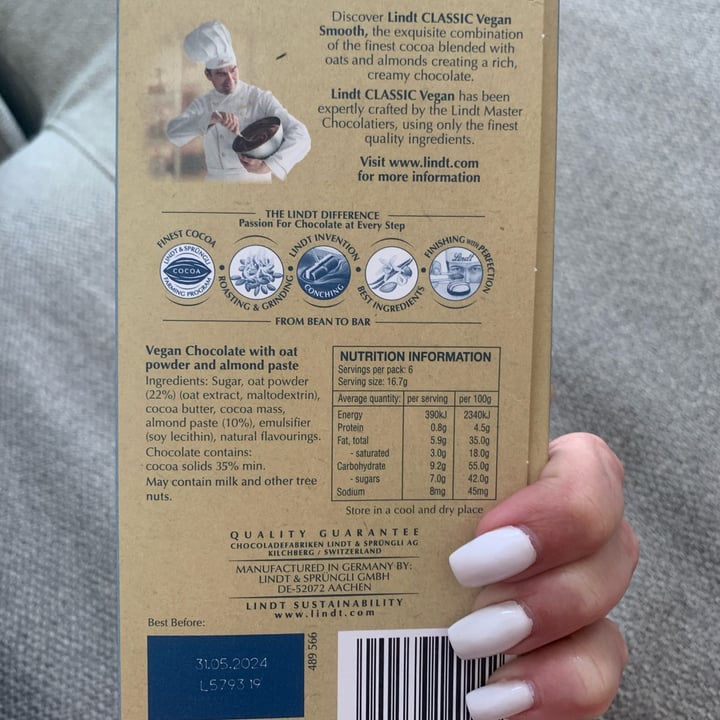 Discover Lindt CLASSIC Vegan
Smooth, the exquisite combination
of the finest cocoa blended with
oats and almonds creating a rich,
creamy chocolate.
Lindt CLASSIC Vegan has been
expertly crafted by the Lindt Master
Chocolatiers, using only the finest
quality ingredients.
Visit www.lindt.com
for more information
THE LINDT DIFFERENCE
Passion For Chocolate at Every Step
FINEST COCOA
LINDT & SPRÜNGLI
COCOA
FARMING PROGRAM
ROASTING & GRINDING
LINDT INVENTION
CONCHING
BEST INGREDIENTS
FINISHING WITH PERFECTION
Lindt
FROM BEAN TO BAR
Vegan Chocolate with oat
powder and almond paste
Ingredients: Sugar, oat powder
(22%) (oat extract, maltodextrin),
cocoa butter, cocoa mass,
almond paste (10%), emulsifier
(soy lecithin), natural flavourings.
Chocolate contains:
cocoa solids 35% min.
May contain milk and other tree
nuts.
NUTRITION INFORMATION
Servings per pack: 6
Serving size: 16.7g
Average quantity: per serving per 100g
Energy 390kJ 2340kJ
Protein 0.8g 4.5g
Fat, total 5.9g 35.0g
- saturated 3.0g 18.0g
Carbohydrate 9.2g 55.0g
- sugars 7.0g 42.0g
Sodium 8mg 45mg
Store in a cool and dry place
QUALITY GUARANTEE
CHOCOLADEFABRIKEN LINDT & SPRÜNGLI AG
KILCHBERG / SWITZERLAND
MANUFACTURED IN GERMANY BY:
LINDT & SPRÜNGLI GMBH
DE-52072 AACHEN
LINDT SUSTAINABILITY
www.lindt.com
Best Before:
31.05.2024
L5793 19
489 566